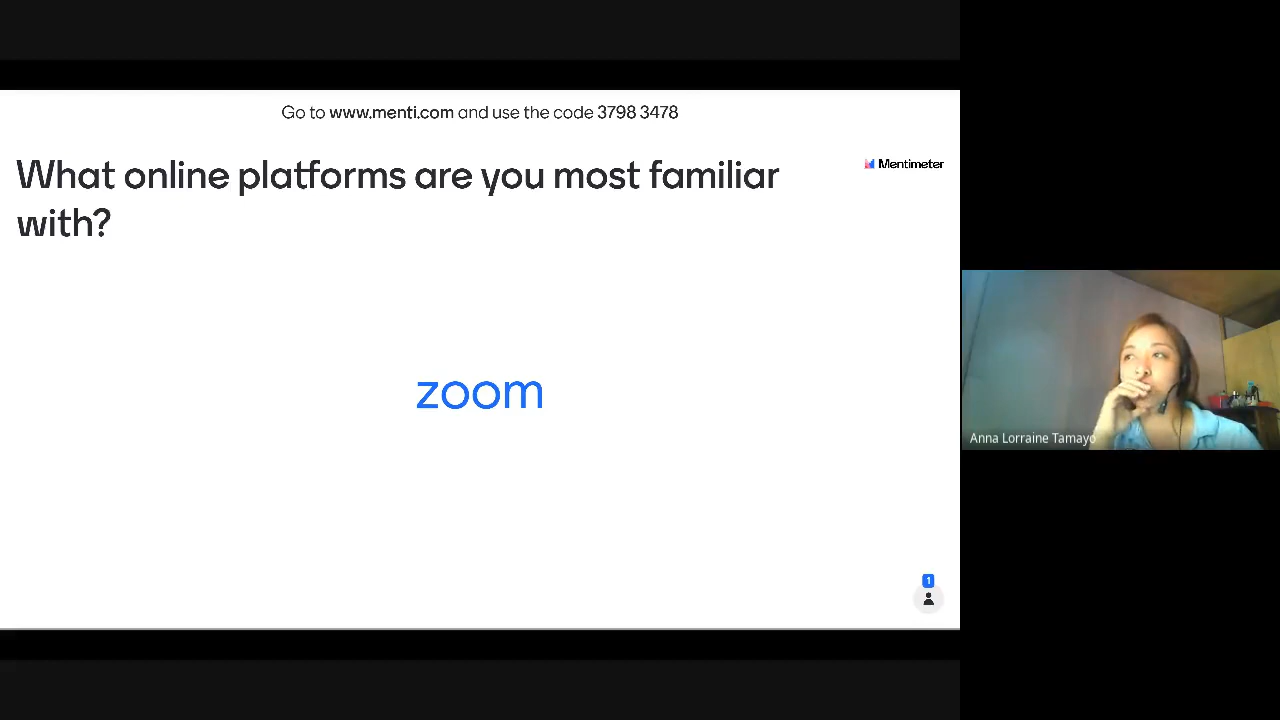 Go to www.menti.com and use the code 3798 3478
What online platforms are you most familiar
with?
Mentimeter
zoom
Anna Lorraine Tamayo
1